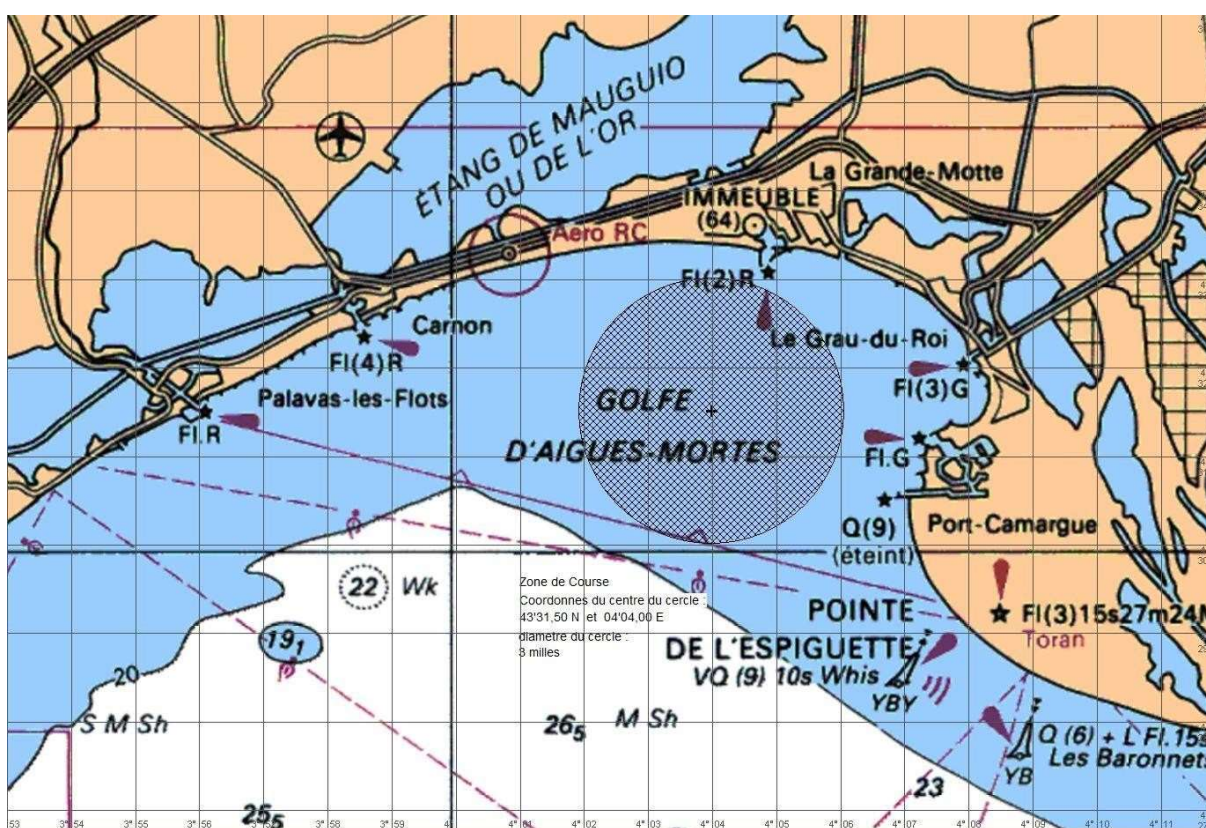 ÉTANG DE MAUGUIO
OU DE L'OR
La Grande-Motte
IMMEUBLE
(64)
Aero RC
Fl(2)R
Carnon
Fl(4)R
Le Grau-du-Roi
Fl(3)G
Palavas-les-Flots
Fl.R
GOLFE
D'AIGUES-MORTES
Fl.G
Q(9)
(éteint)
Port-Camargue
22 Wk
Zone de Course
Coordonnes du centre du cercle :
43'31,50 N et 04'04,00 E
diametre du cercle :
3 milles
POINTE
DE L'ESPIGUETTE
Fl(3)15s27m24M
Toran
VQ (9) 10s Whis
YBY
19₁
20
S M Sh
26₅
M Sh
Q (6) + L Fl.15s
Les Baronnets
YB
23
25₅
53
3° 54
3° 55
3° 56
3° 58
3° 59
4° 01
4° 02
4° 03
4° 04
4° 05
4° 06
4° 07
4° 08
4° 09
4° 10
4° 11